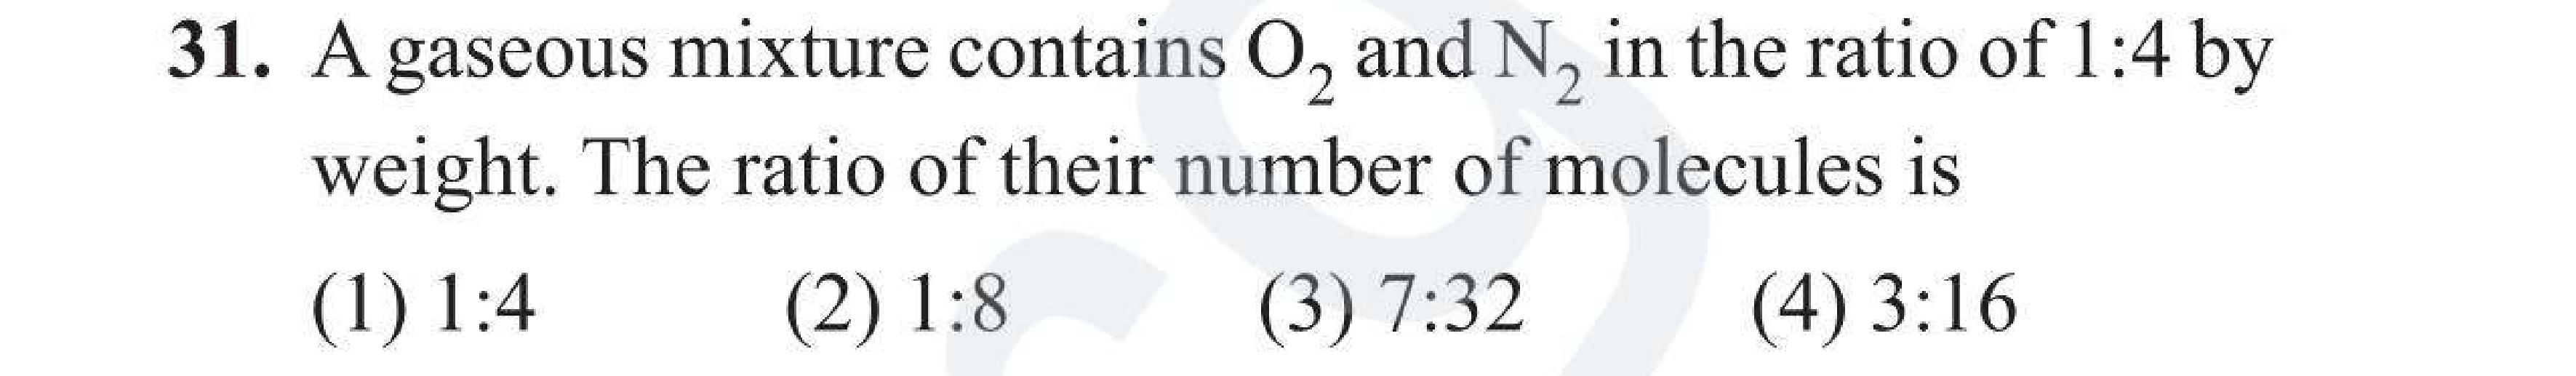 31. A gaseous mixture contains O₂ and N₂ in the ratio of 1:4 by
weight. The ratio of their number of molecules is
(1) 1:4 (2) 1:8 (3) 7:32 (4) 3:16